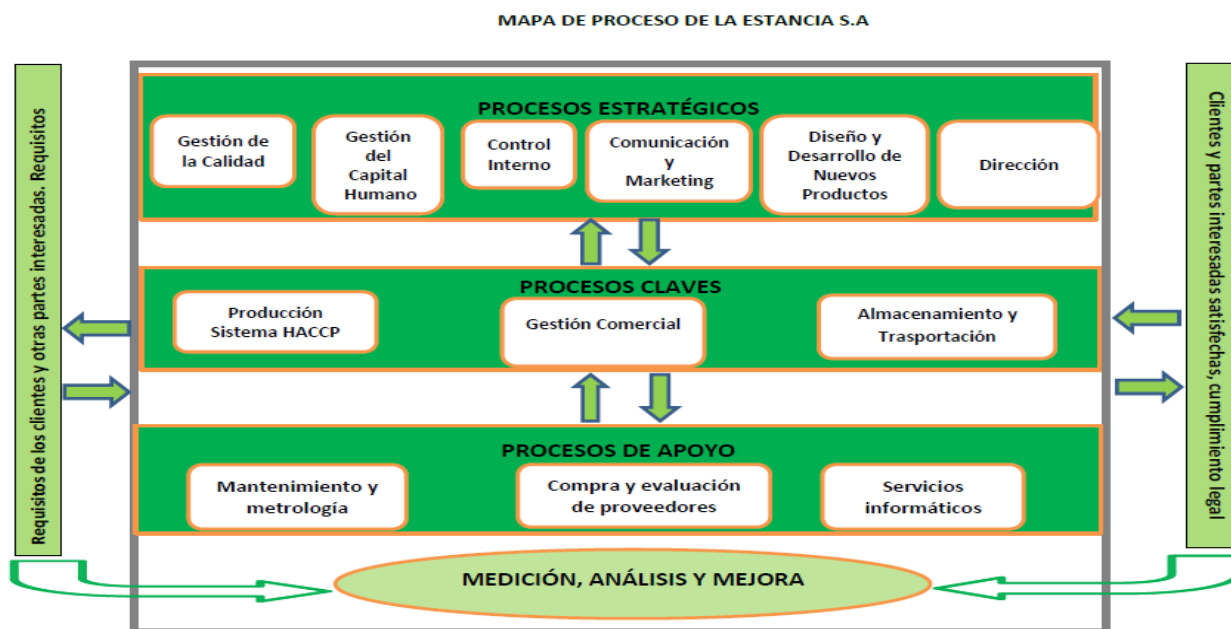 MAPA DE PROCESO DE LA ESTANCIA S.A
Requisitos de los clientes y otras partes interesadas. Requisitos
PROCESOS ESTRATÉGICOS
Gestión de
la Calidad
Gestión
del
Capital
Humano
Control
Interno
Comunicación
y
Marketing
Diseño y
Desarrollo de
Nuevos
Productos
Dirección
PROCESOS CLAVES
Producción
Sistema HACCP
Gestión Comercial
Almacenamiento y
Trasportación
PROCESOS DE APOYO
Mantenimiento y
metrología
Compra y evaluación
de proveedores
Servicios
informáticos
MEDICIÓN, ANÁLISIS Y MEJORA
Clientes y partes interesadas satisfechas, cumplimiento legal